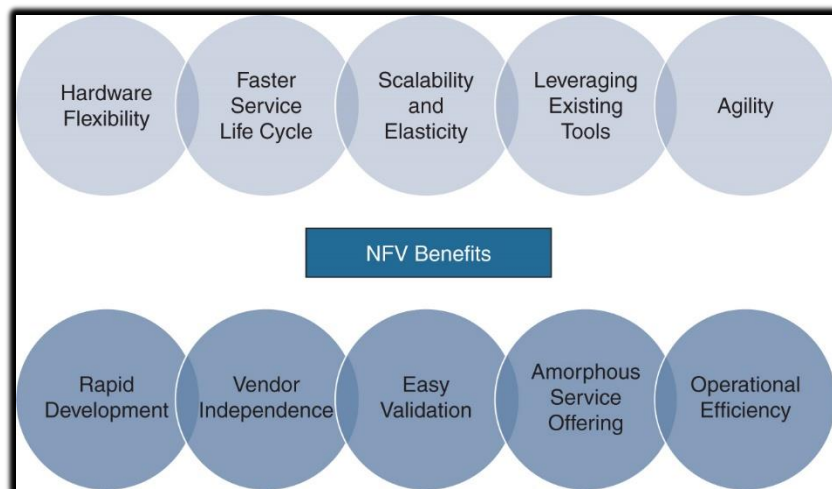 Hardware
Flexibility
Faster
Service
Life Cycle
Scalability
and
Elasticity
Leveraging
Existing
Tools
Agility
NFV Benefits
Rapid
Development
Vendor
Independence
Easy
Validation
Amorphous
Service
Offering
Operational
Efficiency